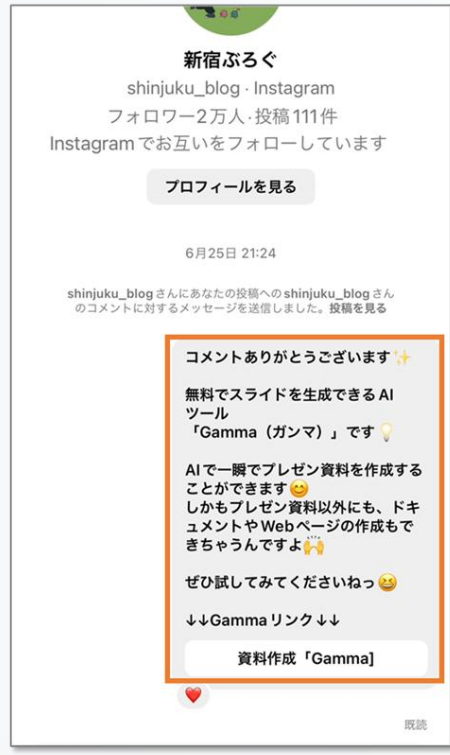 新宿ぶろぐ
shinjuku_blog · Instagram
フォロワー2万人·投稿111件
Instagramでお互いをフォローしています
プロフィールを見る
6月25日 21:24
shinjuku_blogさんにあなたの投稿へのshinjuku_blogさん
のコメントに対するメッセージを送信しました。投稿を見る
コメントありがとうございます✨
無料でスライドを生成できるAI
ツール
「Gamma（ガンマ）」です💡
AIで一瞬でプレゼン資料を作成する
ことができます😊
しかもプレゼン資料以外にも、ドキ
ュメントやWebページの作成もで
きちゃうんですよ🙌
ぜひ試してみてくださいねっ😆
↓↓Gammaリンク↓↓
資料作成「Gamma]
既読